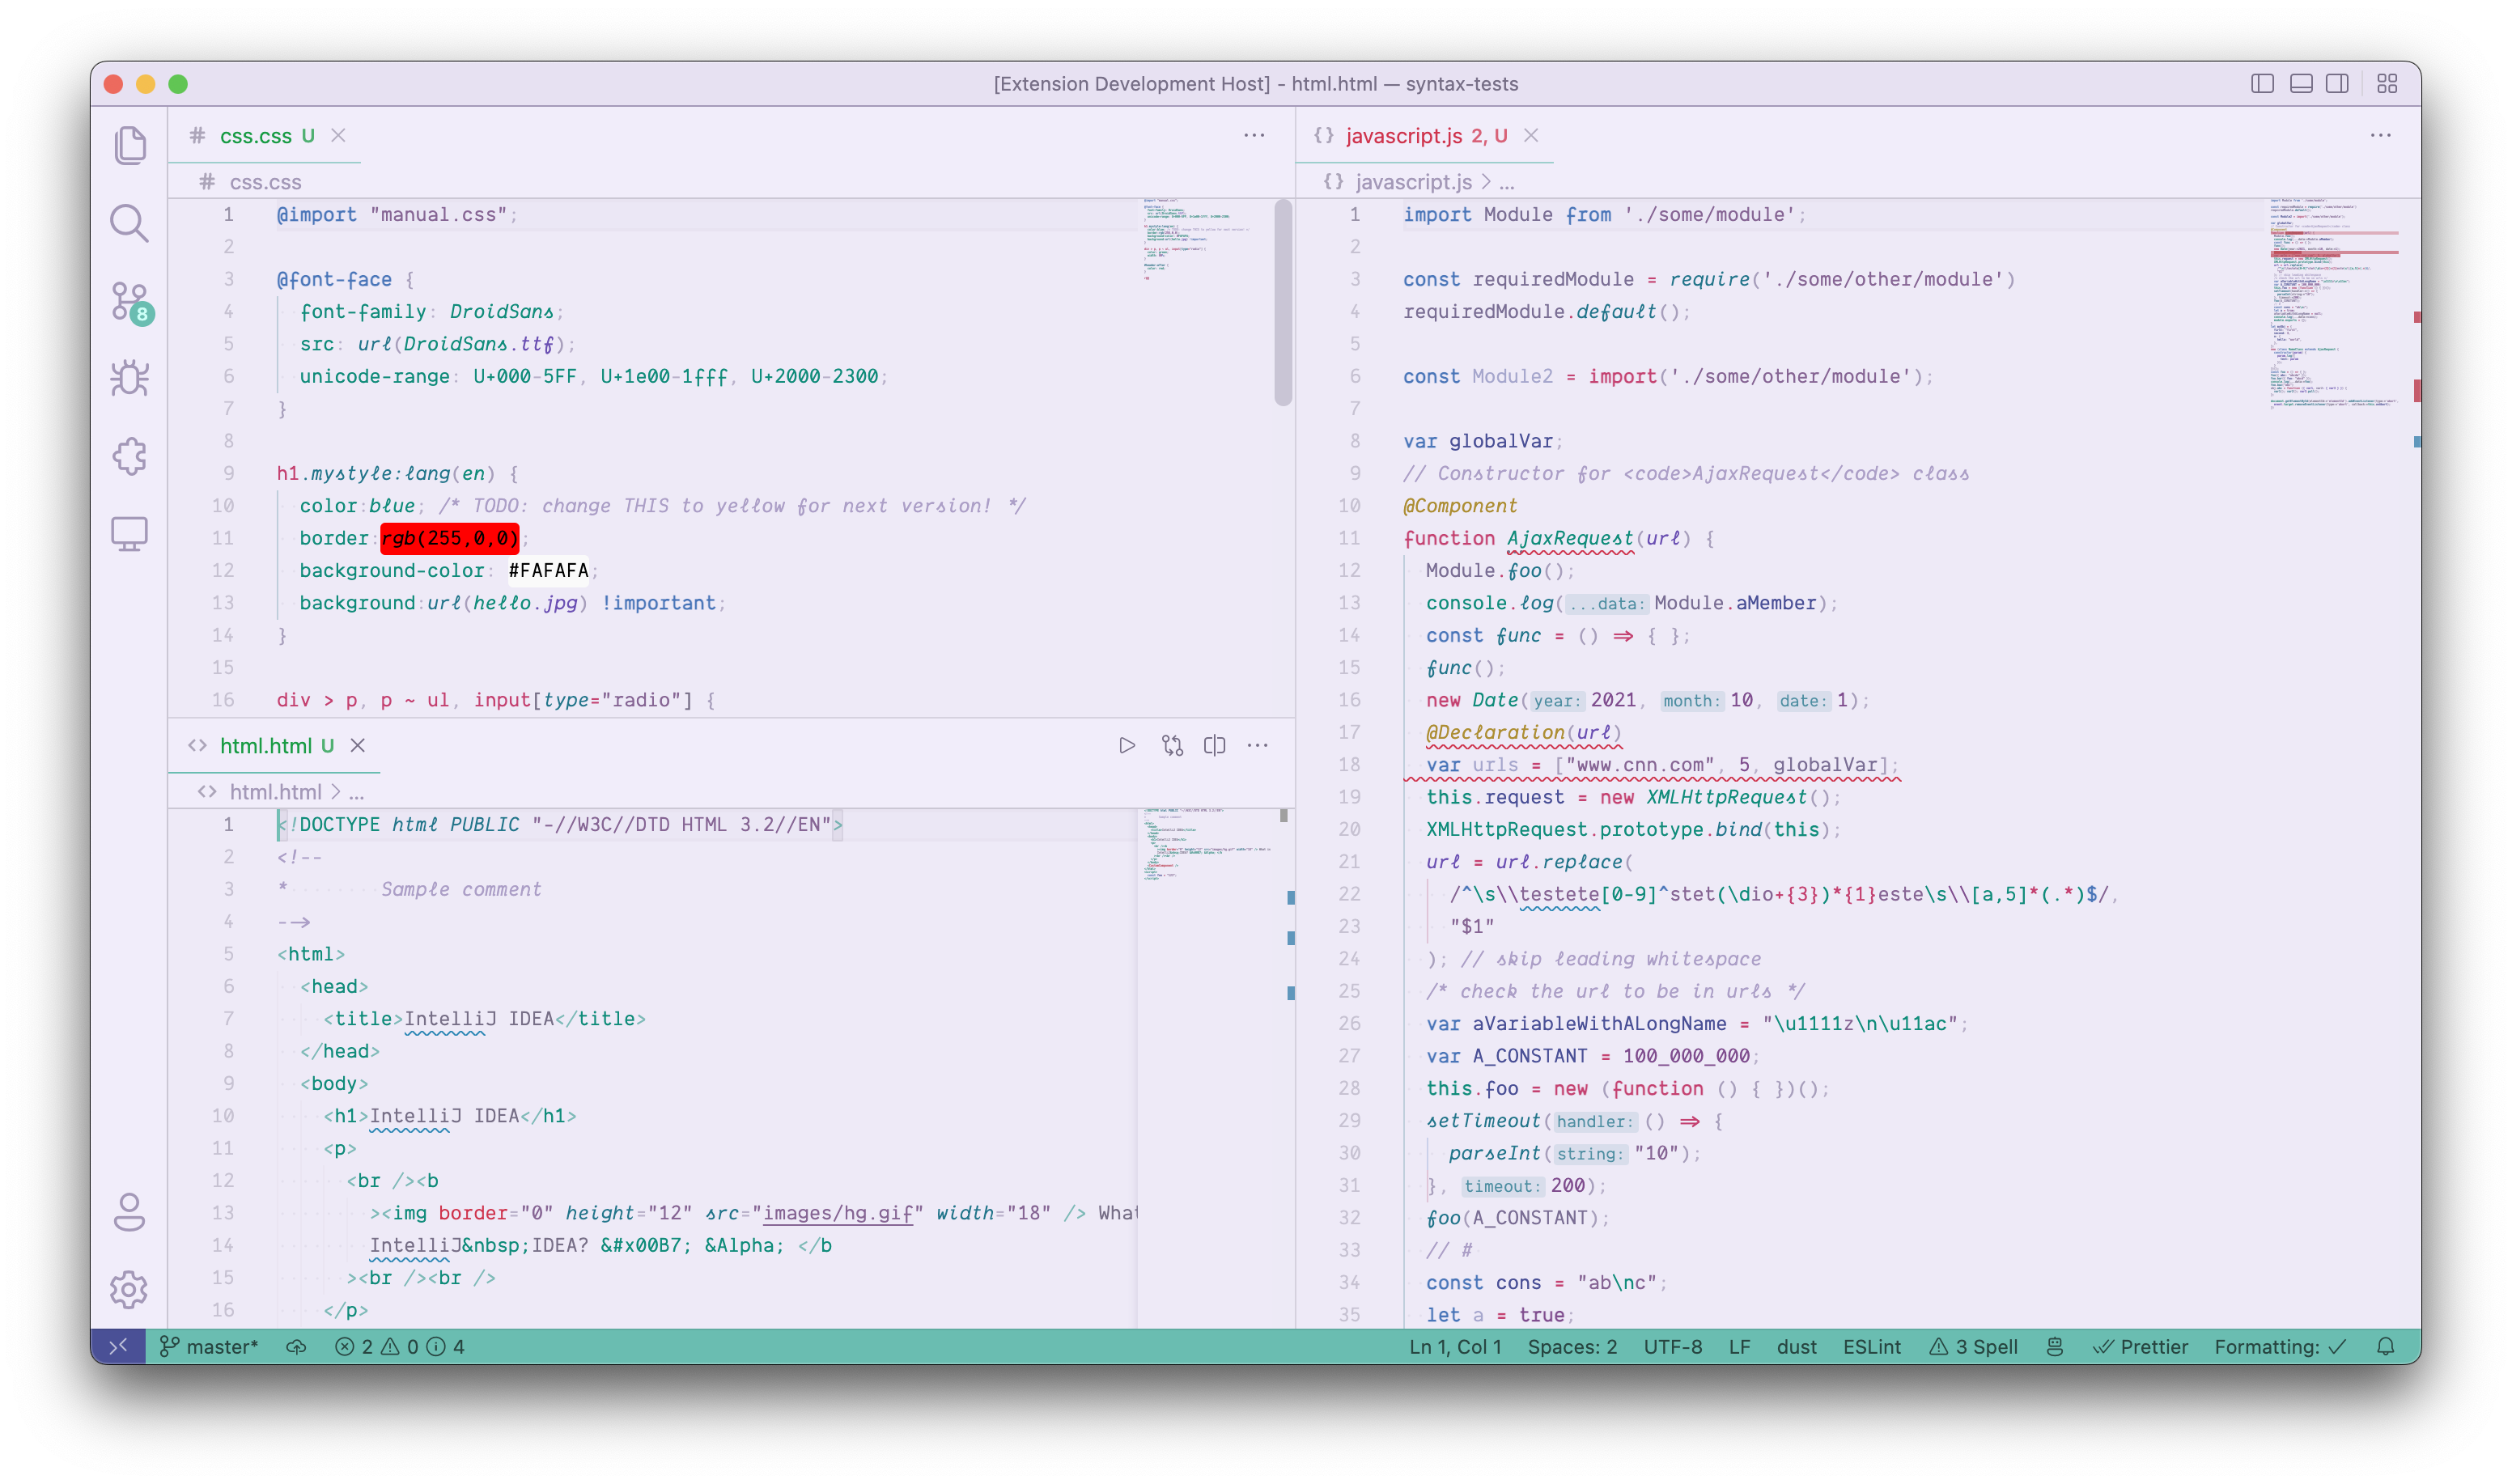 [Extension Development Host] - html.html — syntax-tests
# css.css U
# css.css
1 @import "manual.css";
2
3 @font-face {
4 font-family: DroidSans;
5 src: url(DroidSans.ttf);
6 unicode-range: U+000-5FF, U+1e00-1fff, U+2000-2300;
7 }
8
9 h1.mystyle:lang(en) {
10 color:blue; /* TODO: change THIS to yellow for next version! */
11 border:rgb(255,0,0);
12 background-color: #FAFAFA;
13 background:url(hello.jpg) !important;
14 }
15
16 div > p, p ~ ul, input[type="radio"] {
<> html.html U
<> html.html > ...
1 <!DOCTYPE html PUBLIC "-//W3C//DTD HTML 3.2//EN">
2 <!--
3 * Sample comment
4 -->
5 <html>
6 <head>
7 <title>IntelliJ IDEA</title>
8 </head>
9 <body>
10 <h1>IntelliJ IDEA</h1>
11 <p>
12 <br /><b
13 ><img border="0" height="12" src="images/hg.gif" width="18" /> What
14 IntelliJ&nbsp;IDEA? &#x00B7; &Alpha; </b
15 ><br /><br />
16 </p>
{} javascript.js 2, U
{} javascript.js > ...
1 import Module from './some/module';
2
3 const requiredModule = require('./some/other/module')
4 requiredModule.default();
5
6 const Module2 = import('./some/other/module');
7
8 var globalVar;
9 // Constructor for <code>AjaxRequest</code> class
10 @Component
11 function AjaxRequest(url) {
12 Module.foo();
13 console.log(...data: Module.aMember);
14 const func = () => { };
15 func();
16 new Date(year: 2021, month: 10, date: 1);
17 @Declaration(url)
18 var urls = ["www.cnn.com", 5, globalVar];
19 this.request = new XMLHttpRequest();
20 XMLHttpRequest.prototype.bind(this);
21 url = url.replace(
22 /^\s\\testete[0-9]^stet(\dio+{3})*{1}este\s\\[a,5]*(.*)$/,
23 "$1"
24 ); // skip leading whitespace
25 /* check the url to be in urls */
26 var aVariableWithALongName = "\u1111z\n\u11ac";
27 var A_CONSTANT = 100_000_000;
28 this.foo = new (function () { })();
29 setTimeout(handler: () => {
30 parseInt(string: "10");
31 }, timeout: 200);
32 foo(A_CONSTANT);
33 // #
34 const cons = "ab\nc";
35 let a = true;
8
master* 2 0 4 Ln 1, Col 1 Spaces: 2 UTF-8 LF dust ESLint 3 Spell Prettier Formatting: ✓